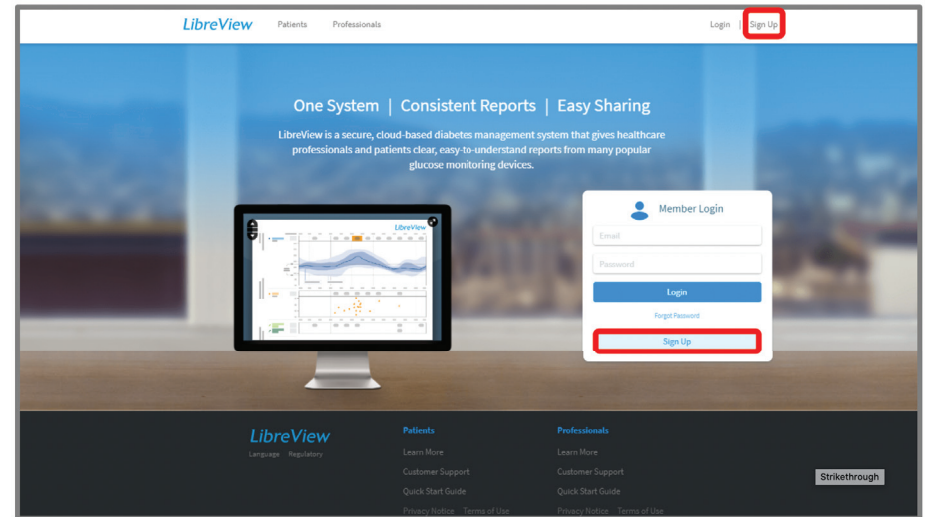 LibreView Patients Professionals Login | Sign Up
One System | Consistent Reports | Easy Sharing
LibreView is a secure, cloud-based diabetes management system that gives healthcare
professionals and patients clear, easy-to-understand reports from many popular
glucose monitoring devices.
LibreView
Member Login
Email
Password
Login
Forgot Password
Sign Up
LibreView
Language Regulatory
Patients
Learn More
Customer Support
Quick Start Guide
Privacy Notice Terms of Use
Professionals
Learn More
Customer Support
Quick Start Guide
Privacy Notice Terms of Use
Strikethrough